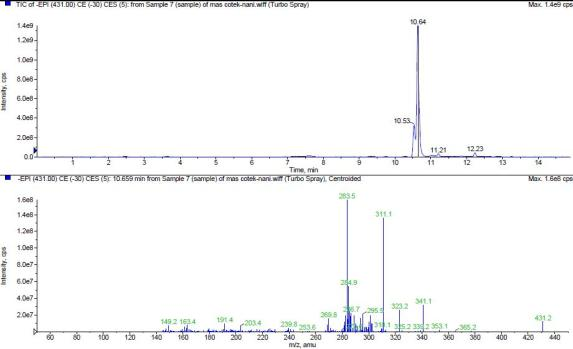 TIC of -EPI (431.00) CE (-30) CES (5): from Sample 7 (sample) of mas cotek-nani.wiff (Turbo Spray)
Max. 1.4e9 cps
10.64
1.4e9
1.2e9
1.0e9
8.0e8
6.0e8
4.0e8
2.0e8
0.0
Intensity, cps
10.53
11.21
12.23
1 2 3 4 5 6 7 8 9 10 11 12 13 14
Time, min
-EPI (431.00) CE (-30) CES (5): 10.659 min from Sample 7 (sample) of mas cotek-nani.wiff (Turbo Spray), Centroided
Max. 1.6e8 cps
1.6e8
1.4e8
1.2e8
1.0e8
8.0e7
6.0e7
4.0e7
2.0e7
Intensity, cps
283.5
311.1
284.9
341.1
323.2
295.5
269.8
431.2
149.2 163.4 191.4 203.4 239.8 253.6
325.2 339.2 353.1 365.2
60 80 100 120 140 160 180 200 220 240 260 280 300 320 340 360 380 400 420 440
m/z, amu